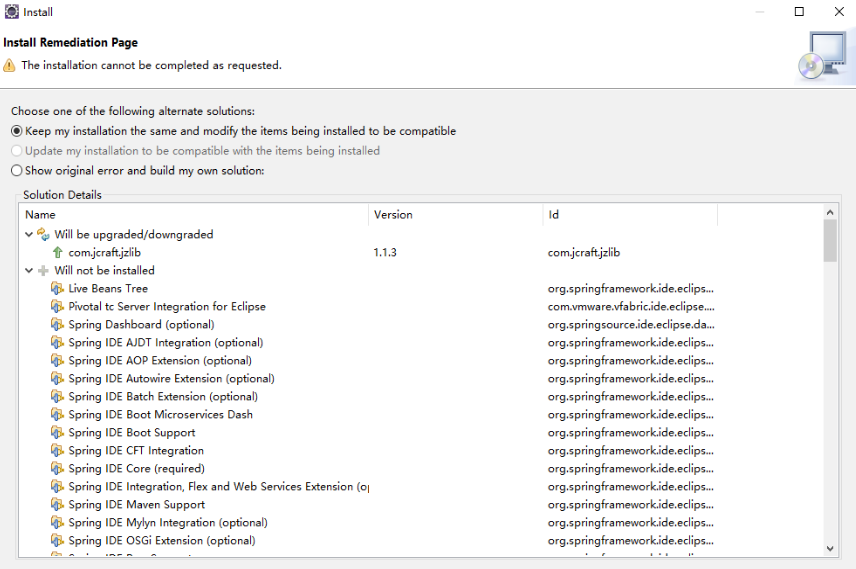 Install
Install Remediation Page
The installation cannot be completed as requested.
Choose one of the following alternate solutions:
Keep my installation the same and modify the items being installed to be compatible
Update my installation to be compatible with the items being installed
Show original error and build my own solution:
Solution Details
Name Version Id
Will be upgraded/downgraded
com.jcraft.jzlib 1.1.3 com.jcraft.jzlib
Will not be installed
Live Beans Tree org.springframework.ide.eclips...
Pivotal tc Server Integration for Eclipse com.vmware.vfabric.ide.eclipse....
Spring Dashboard (optional) org.springsource.ide.eclipse.da...
Spring IDE AJDT Integration (optional) org.springframework.ide.eclips...
Spring IDE AOP Extension (optional) org.springframework.ide.eclips...
Spring IDE Autowire Extension (optional) org.springframework.ide.eclips...
Spring IDE Batch Extension (optional) org.springframework.ide.eclips...
Spring IDE Boot Microservices Dash org.springframework.ide.eclips...
Spring IDE Boot Support org.springframework.ide.eclips...
Spring IDE CFT Integration org.springframework.ide.eclips...
Spring IDE Core (required) org.springframework.ide.eclips...
Spring IDE Integration, Flex and Web Services Extension (o org.springframework.ide.eclips...
Spring IDE Maven Support org.springframework.ide.eclips...
Spring IDE Mylyn Integration (optional) org.springframework.ide.eclips...
Spring IDE OSGi Extension (optional) org.springframework.ide.eclips...